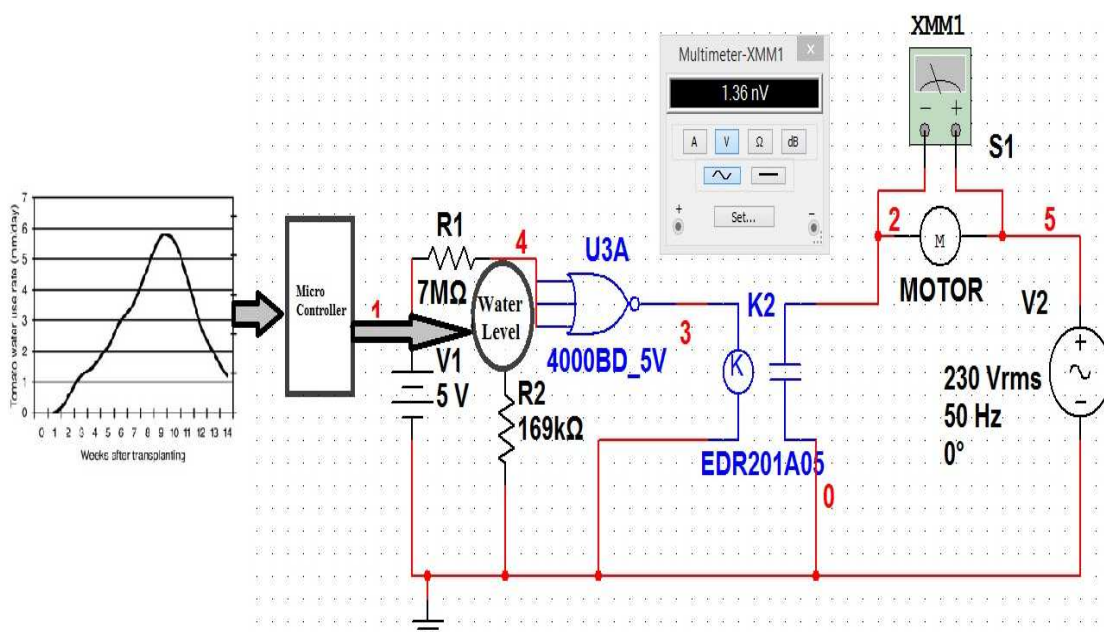 XMM1
Multimeter-XMM1
x
1.36 nV
A
V
Ω
dB
Set...
+
-
- +
S1
7
6
5
4
3
2
1
0
Tomato water use rate (mm/day)
0 1 2 3 4 5 6 7 8 9 10 11 12 13 14
Weeks after transplanting
Micro
Controller
1
R1
7MΩ
4
Water
Level
V1
5 V
R2
169kΩ
U3A
4000BD_5V
3
K2
K
EDR201A05
0
2
M
5
MOTOR
V2
+
-
230 Vrms
50 Hz
0°